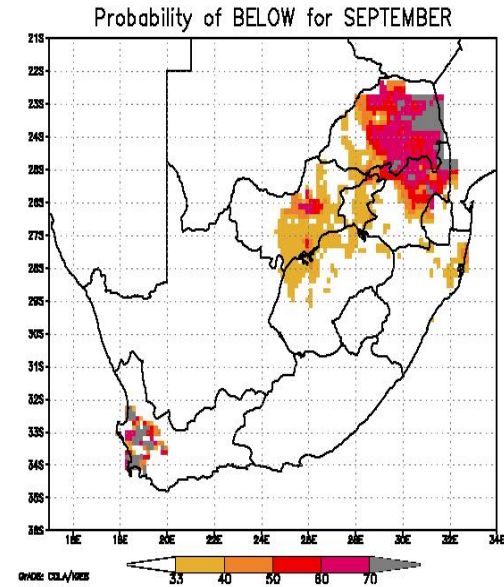 Probability of BELOW for SEPTEMBER
21S
22S
23S
24S
25S
26S
27S
28S
29S
30S
31S
32S
33S
34S
35S
36S
16E 18E 20E 22E 24E 26E 28E 30E 32E 34E
33 40 50 60 70
GrADS: COLA/IGES